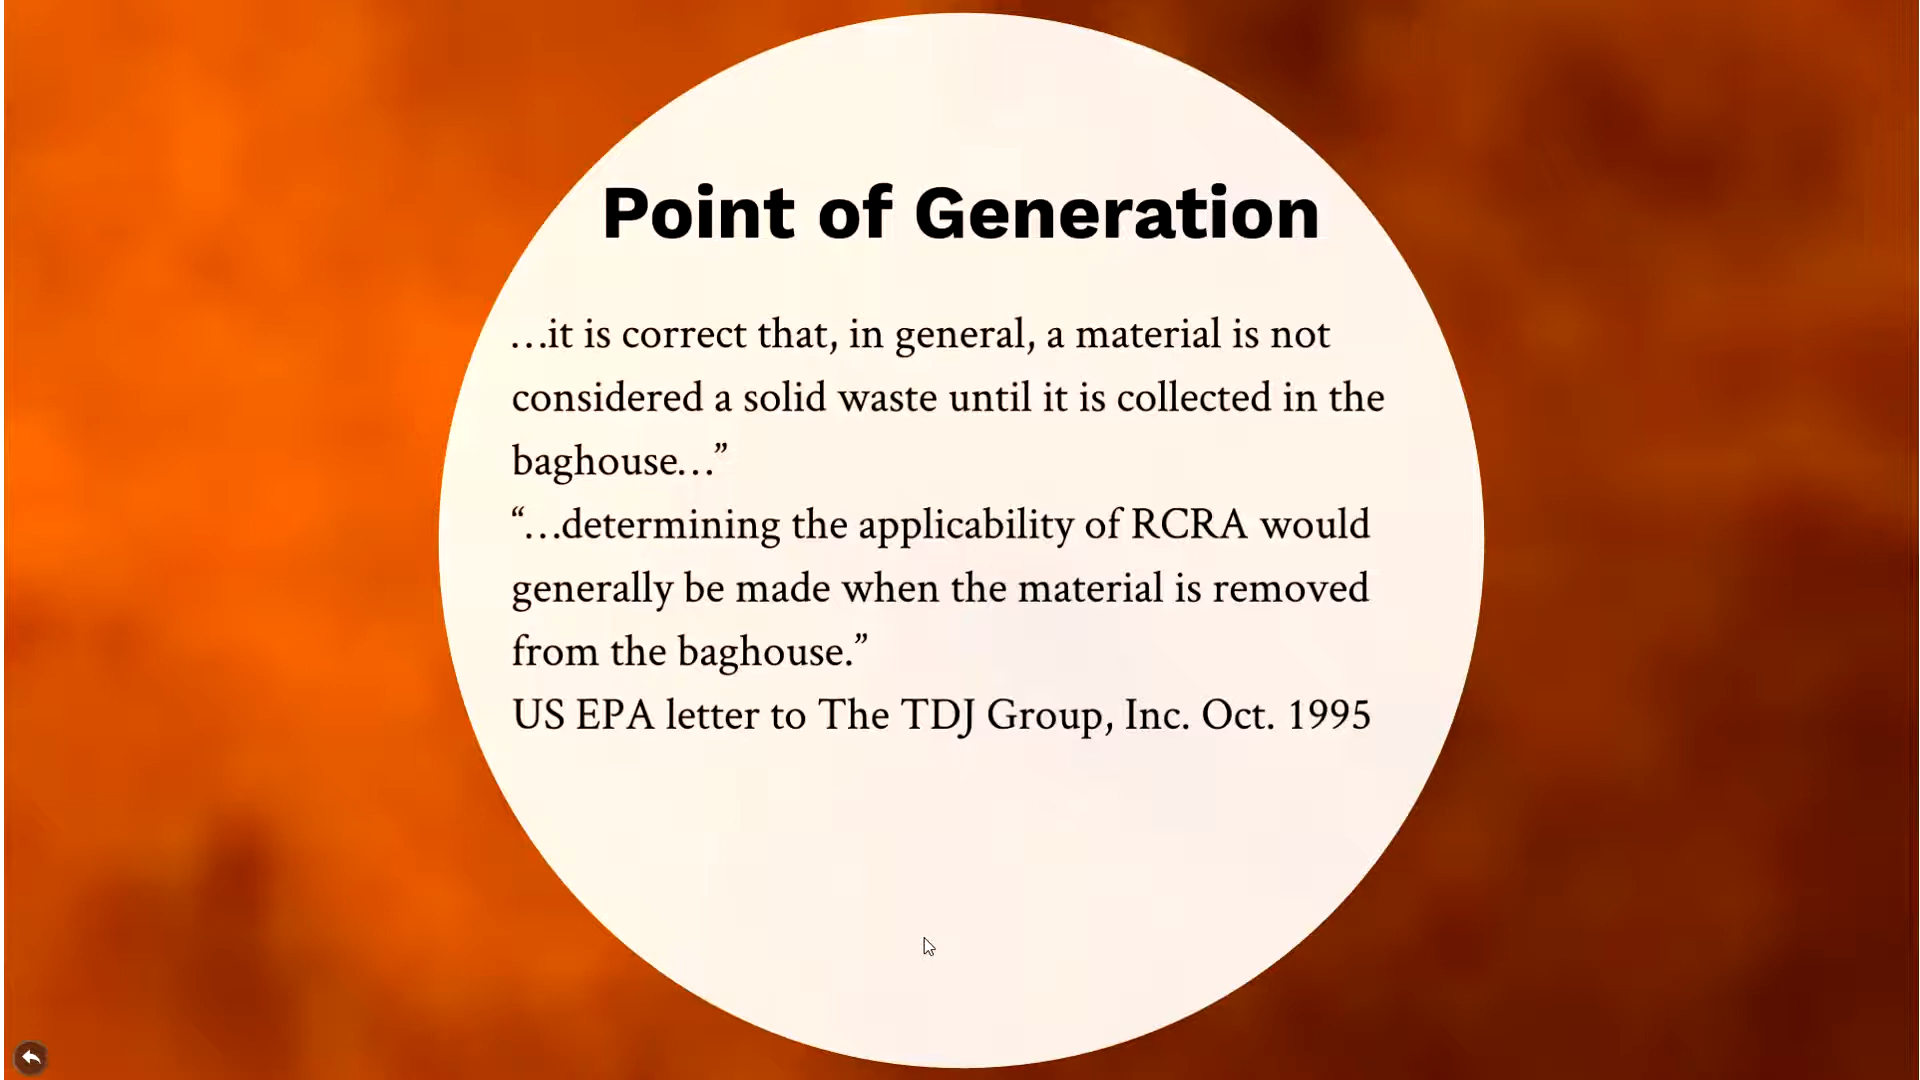 Point of Generation
…it is correct that, in general, a material is not
considered a solid waste until it is collected in the
baghouse…”
“…determining the applicability of RCRA would
generally be made when the material is removed
from the baghouse.”
US EPA letter to The TDJ Group, Inc. Oct. 1995